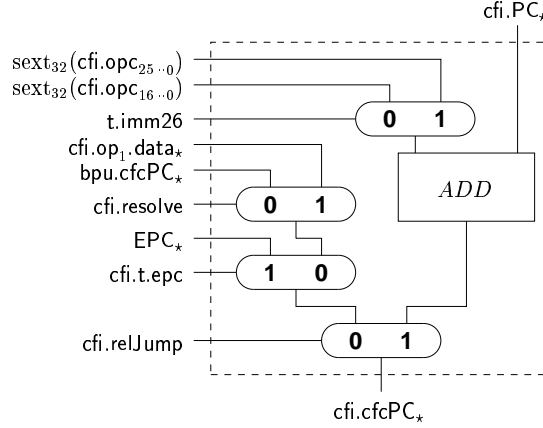 cfi.PC⋆
sext₃₂(cfi.opc₂₅..₀)
sext₃₂(cfi.opc₁₆..₀)
t.imm26
0 1
cfi.op₁.data⋆
bpu.cfcPC⋆
ADD
cfi.resolve
0 1
EPC⋆
cfi.t.epc
1 0
cfi.relJump
0 1
cfi.cfcPC⋆